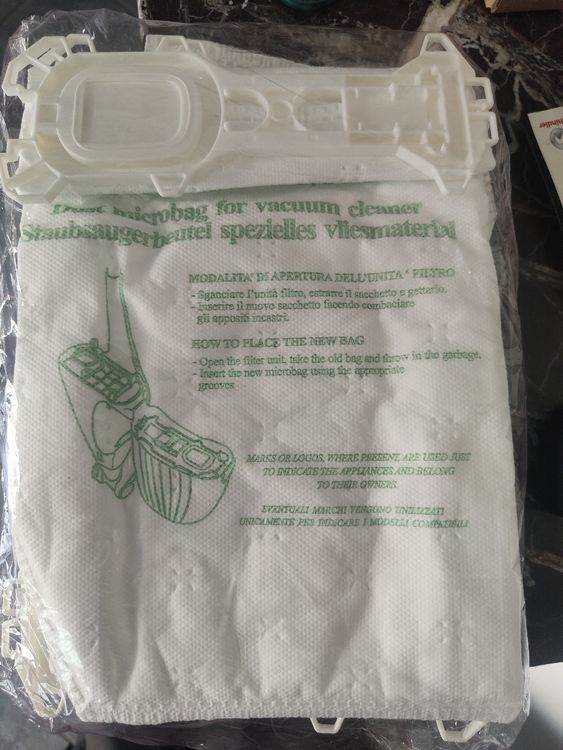 Dust microbag for vacuum cleaner
Staubsaugerbeutel spezielles vliesmaterial
MODALITA' DI APERTURA DELL'UNITA' FILTRO
- Sganciare l'unità filtro, estrarre il sacchetto e gettarlo.
- Inserire il nuovo sacchetto facendo combaciare
gli appositi incastri.
HOW TO PLACE THE NEW BAG
- Open the filter unit, take the old bag and throw in the garbage.
- Insert the new microbag using the appropriate
grooves
MARKS OR LOGOS, WHERE PRESENT, ARE USED JUST
TO INDICATE THE APPLIANCES AND BELONG
TO THEIR OWNERS.
EVENTUALI MARCHI VENGONO UNILIZZATI
UNICAMENTE PER INDICARE I MODELLI COMPATIBILI